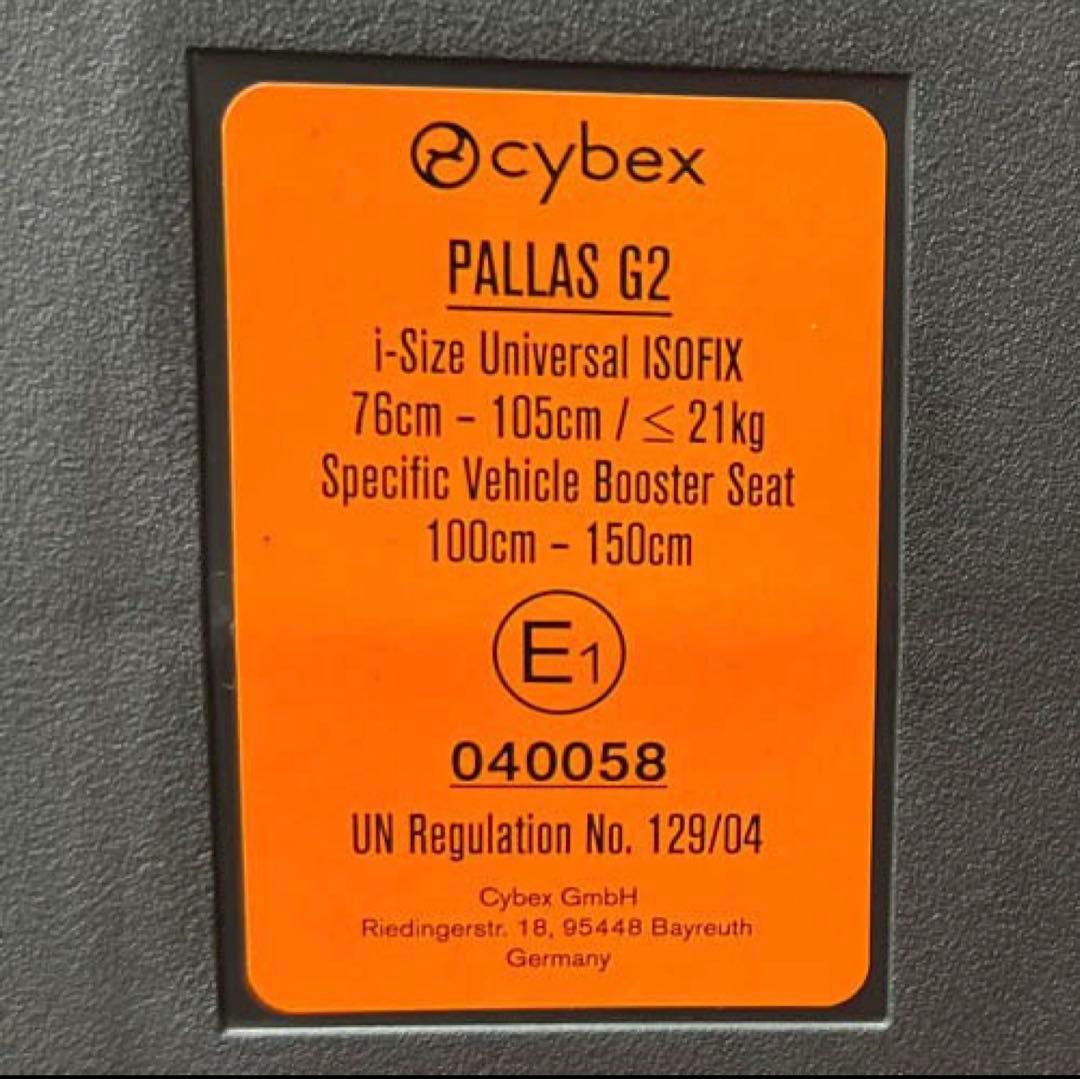 cybex
PALLAS G2
i-Size Universal ISOFIX
76cm – 105cm / ≤ 21kg
Specific Vehicle Booster Seat
100cm – 150cm
E1
040058
UN Regulation No. 129/04
Cybex GmbH
Riedingerstr. 18, 95448 Bayreuth
Germany